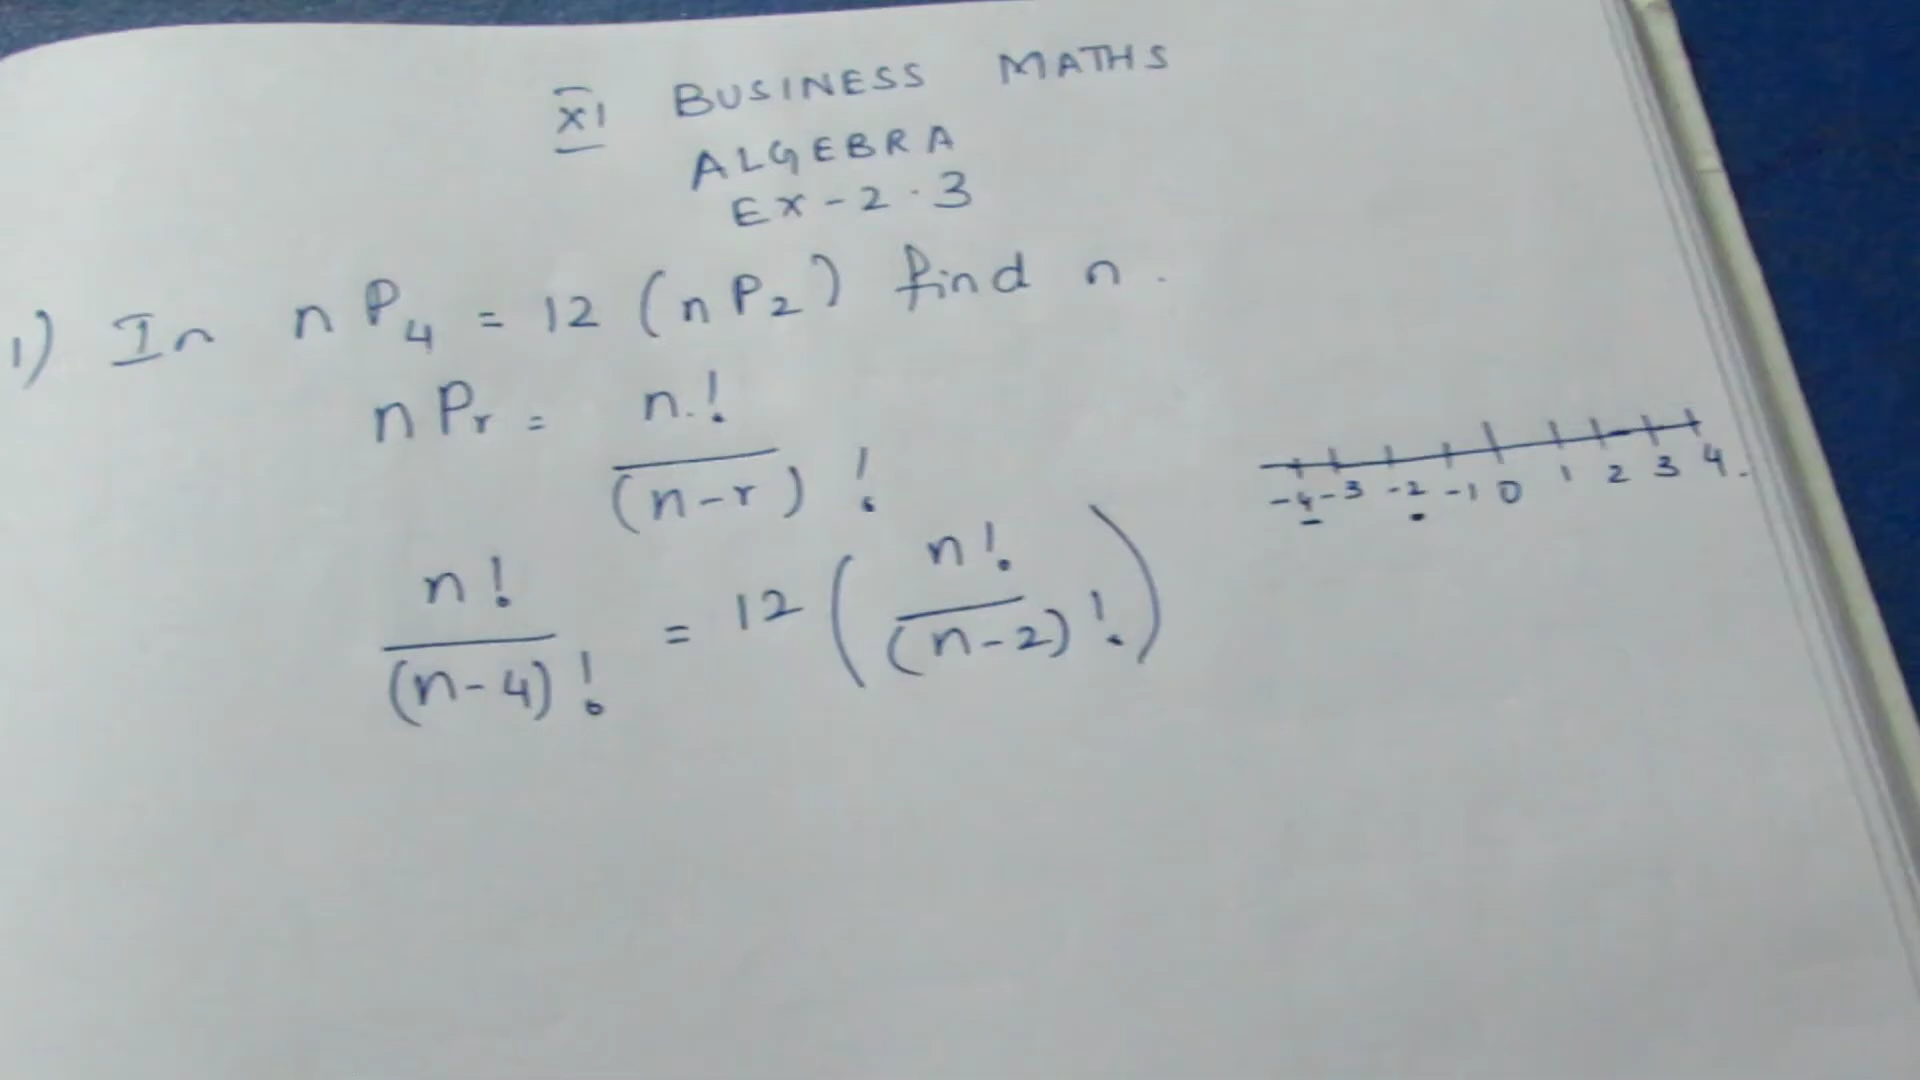 XI BUSINESS MATHS
ALGEBRA
EX-2.3
1) In nP₄ = 12 (nP₂) find n.
nPr = n.! / (n-r)!
-4 -3 -2 -1 0 1 2 3 4.
n! / (n-4)! = 12 ( n! / (n-2)! )